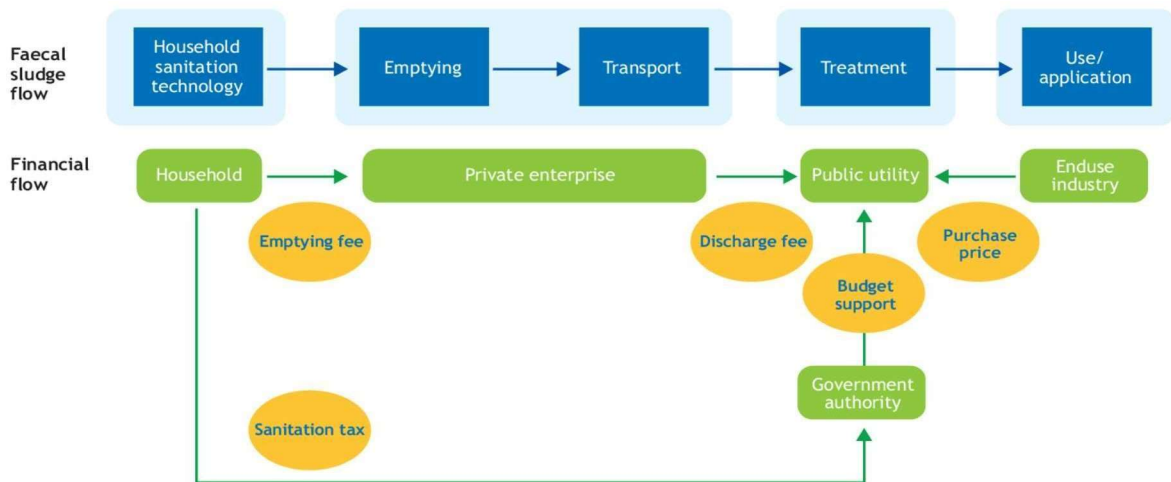 Faecal
sludge
flow
Household
sanitation
technology
Emptying
Transport
Treatment
Use/
application
Financial
flow
Household
Private enterprise
Public utility
Enduse
industry
Emptying fee
Discharge fee
Purchase
price
Budget
support
Government
authority
Sanitation tax